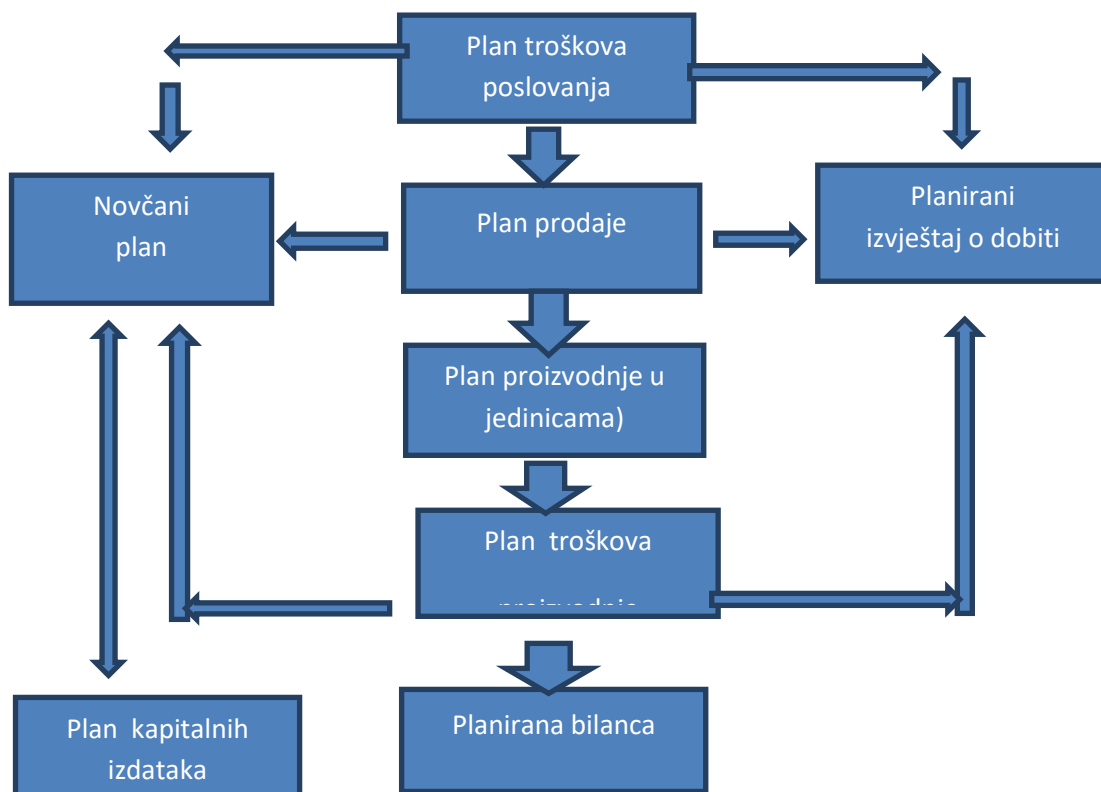 Plan troškova
poslovanja
Novčani
plan
Plan prodaje
Planirani
izvještaj o dobiti
Plan proizvodnje u
jedinicama)
Plan  troškova
Plan  kapitalnih
izdataka
Planirana bilanca